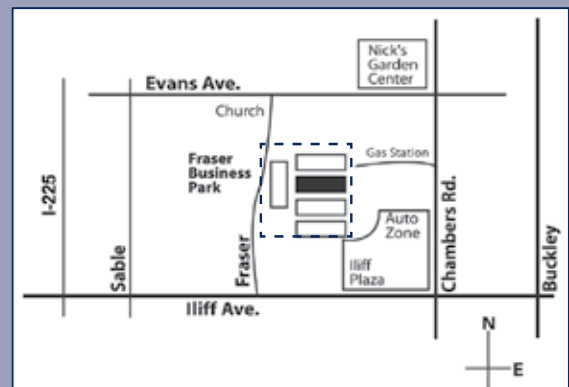 Nick's
Garden
Center
Evans Ave.
Church
Gas Station
Fraser
Business
Park
I-225
Auto
Zone
Chambers Rd.
Sable
Fraser
Iliff
Plaza
Buckley
Iliff Ave.
N
E